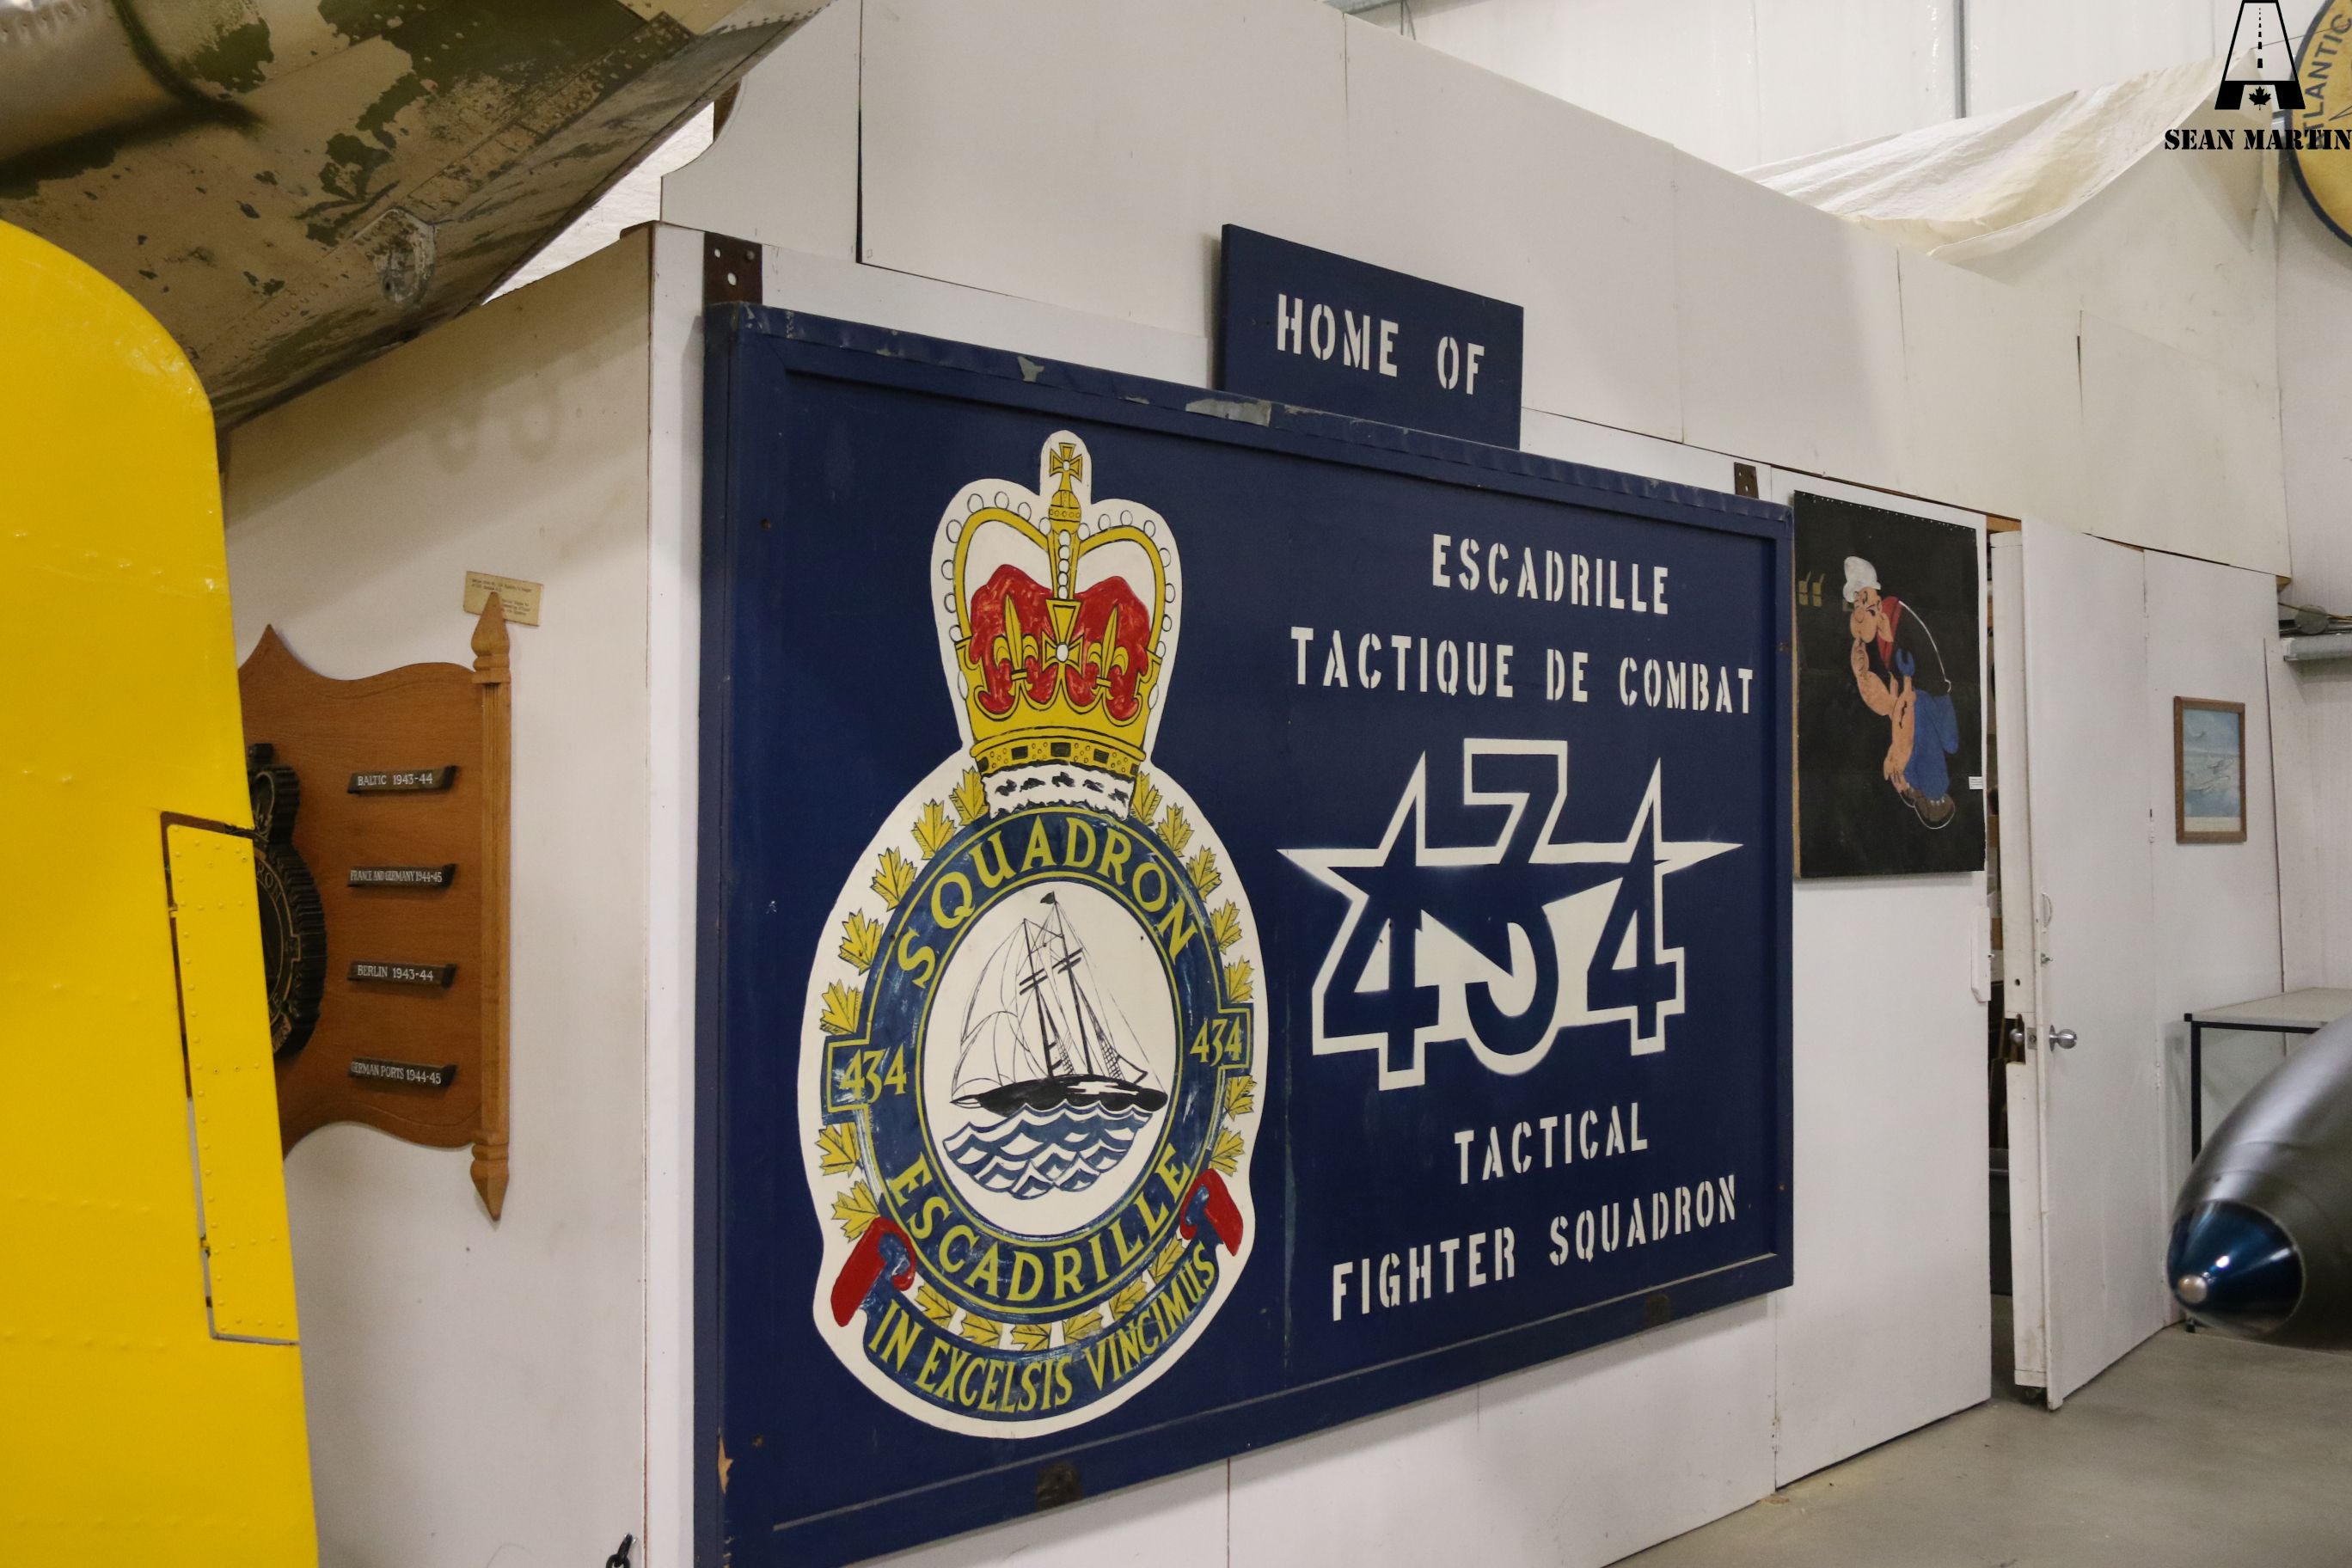 SEAN MARTIN
ATLANTIC
HOME OF
ESCADRILLE
TACTIQUE DE COMBAT
434
TACTICAL
FIGHTER SQUADRON
SQUADRON
434
434
ESCADRILLE
IN EXCELSIS VINCIMUS
BALTIC 1943-44
FRANCE AND GERMANY 1944-45
BERLIN 1943-44
GERMAN PORTS 1944-45